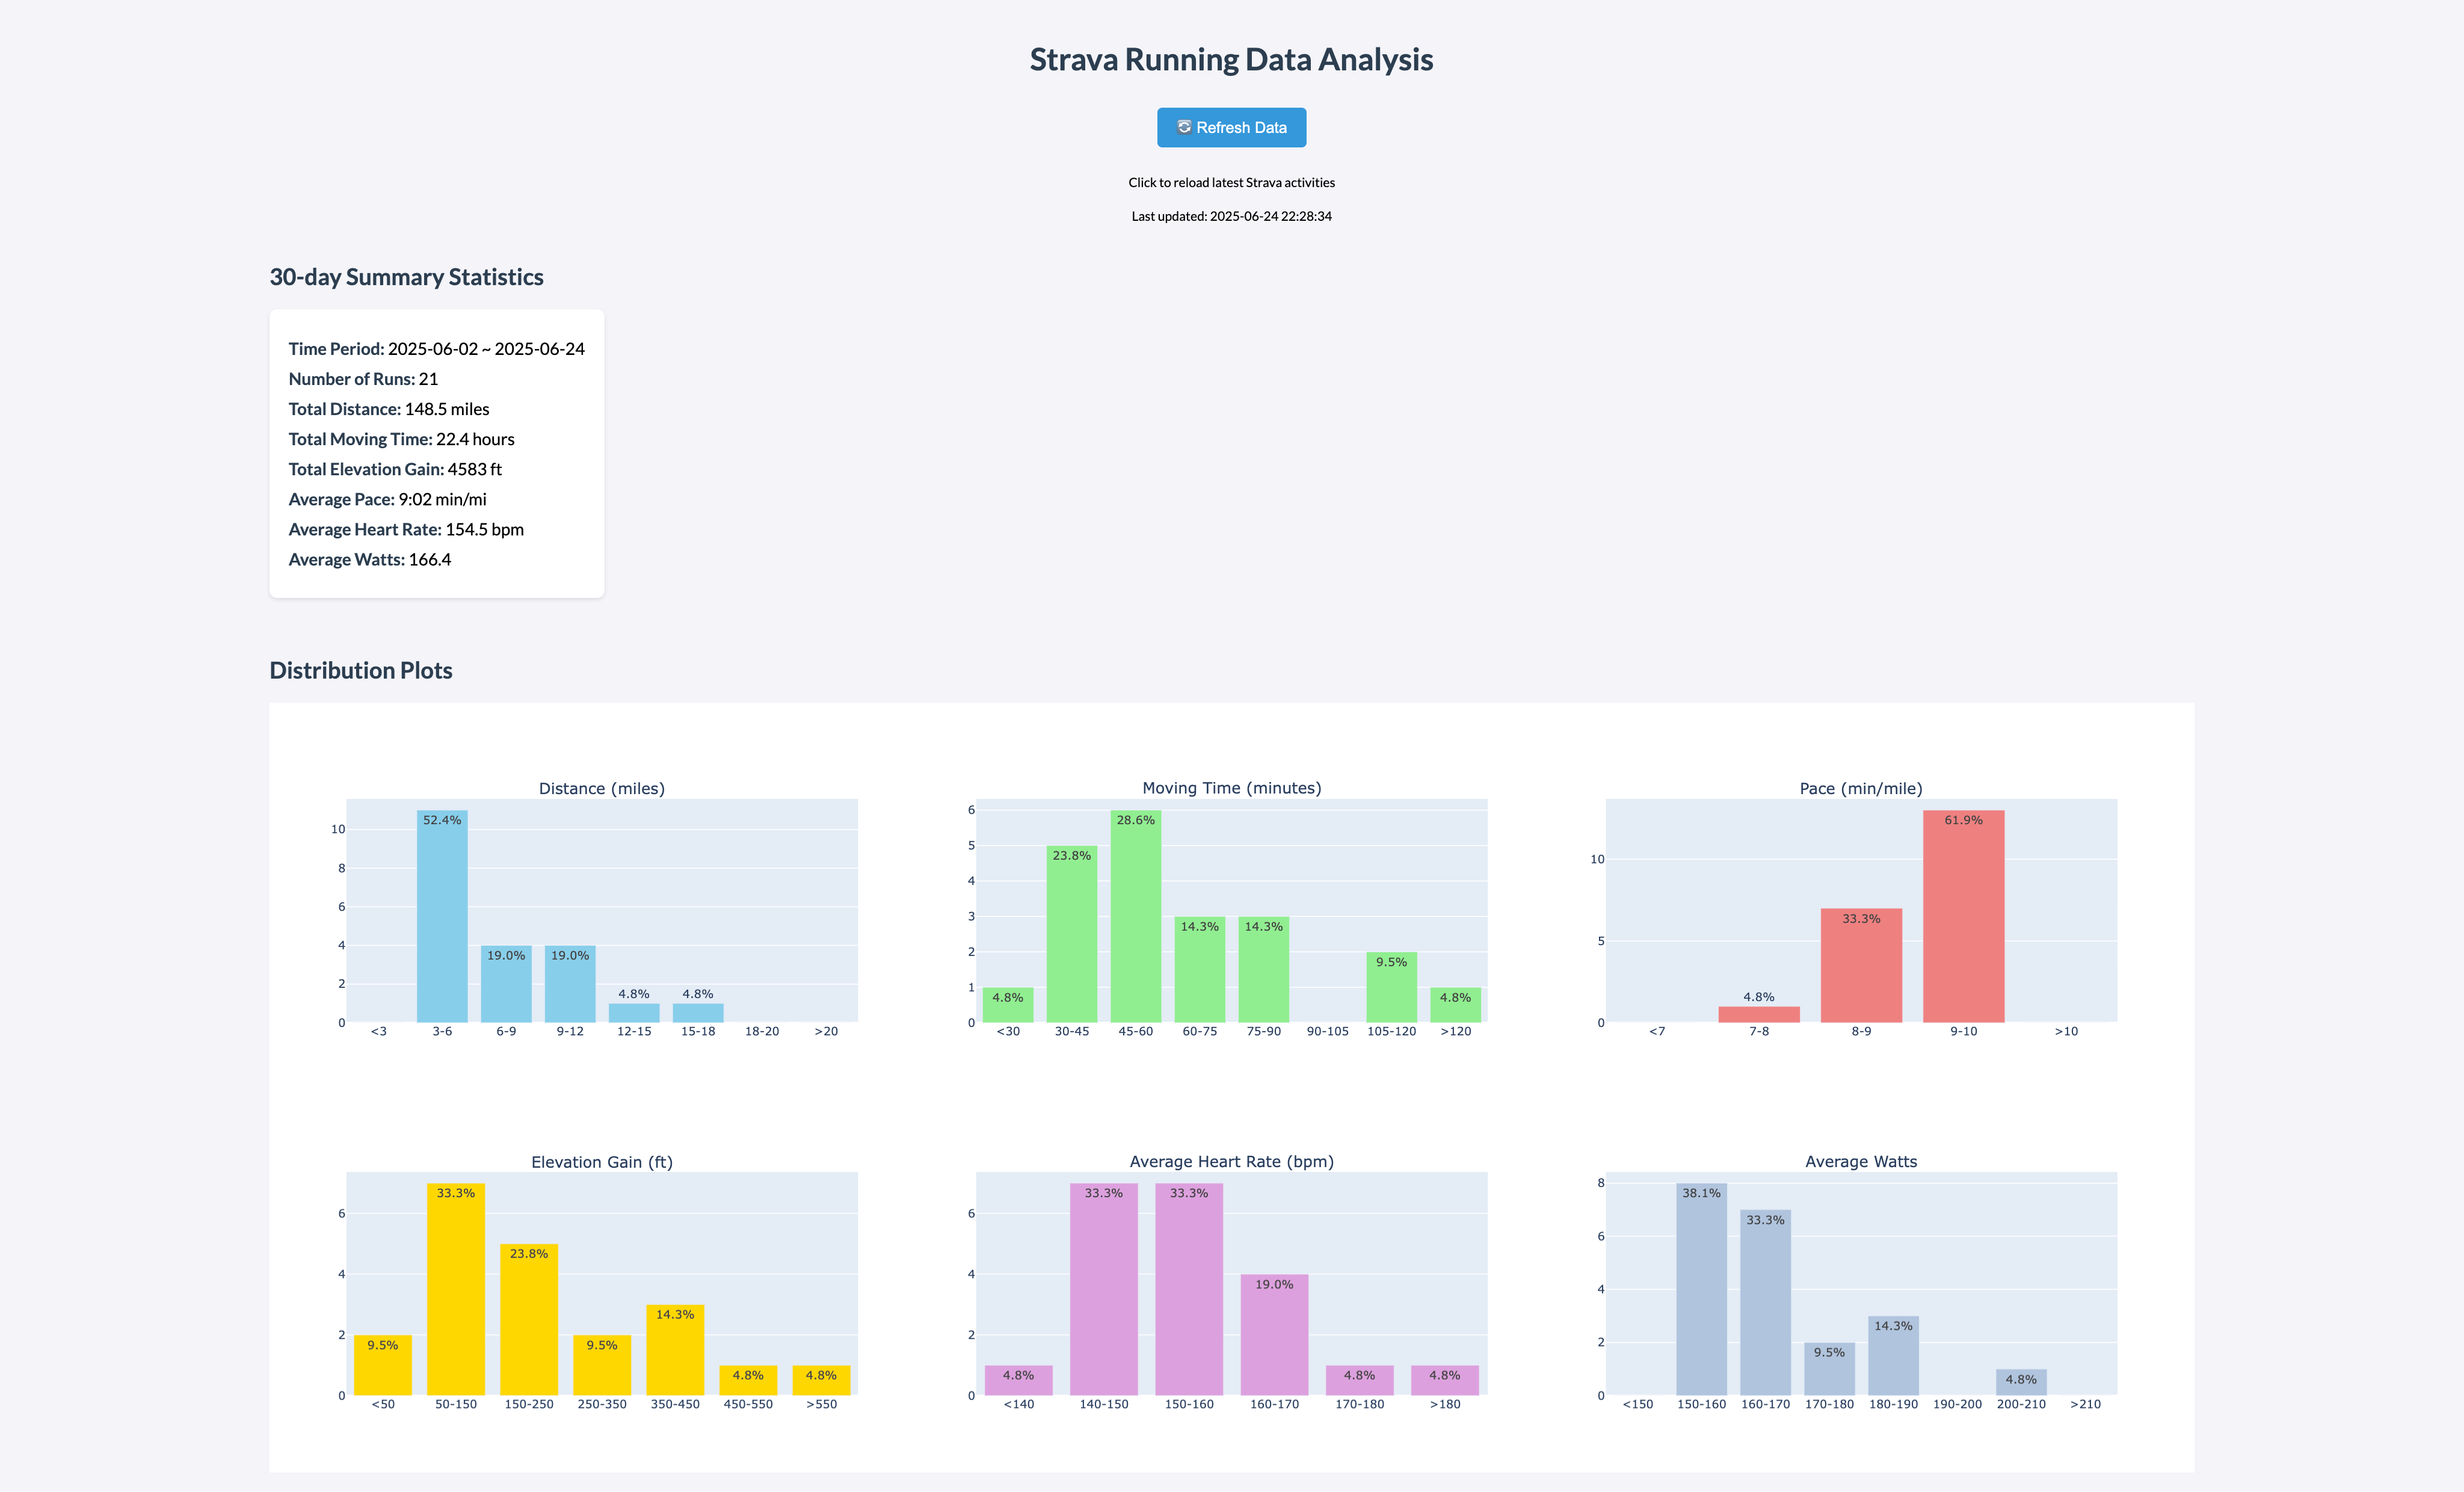 Strava Running Data Analysis
🔄 Refresh Data
Click to reload latest Strava activities
Last updated: 2025-06-24 22:28:34
30-day Summary Statistics
Time Period: 2025-06-02 ~ 2025-06-24
Number of Runs: 21
Total Distance: 148.5 miles
Total Moving Time: 22.4 hours
Total Elevation Gain: 4583 ft
Average Pace: 9:02 min/mi
Average Heart Rate: 154.5 bpm
Average Watts: 166.4
Distribution Plots
Distance (miles)
10
8
6
4
2
0
52.4%
19.0%
19.0%
4.8%
4.8%
<3 3-6 6-9 9-12 12-15 15-18 18-20 >20
Moving Time (minutes)
6
5
4
3
2
1
0
4.8%
23.8%
28.6%
14.3%
14.3%
9.5%
4.8%
<30 30-45 45-60 60-75 75-90 90-105 105-120 >120
Pace (min/mile)
10
5
0
4.8%
33.3%
61.9%
<7 7-8 8-9 9-10 >10
Elevation Gain (ft)
6
4
2
0
9.5%
33.3%
23.8%
9.5%
14.3%
4.8%
4.8%
<50 50-150 150-250 250-350 350-450 450-550 >550
Average Heart Rate (bpm)
6
4
2
0
4.8%
33.3%
33.3%
19.0%
4.8%
4.8%
<140 140-150 150-160 160-170 170-180 >180
Average Watts
8
6
4
2
0
38.1%
33.3%
9.5%
14.3%
4.8%
<150 150-160 160-170 170-180 180-190 190-200 200-210 >210